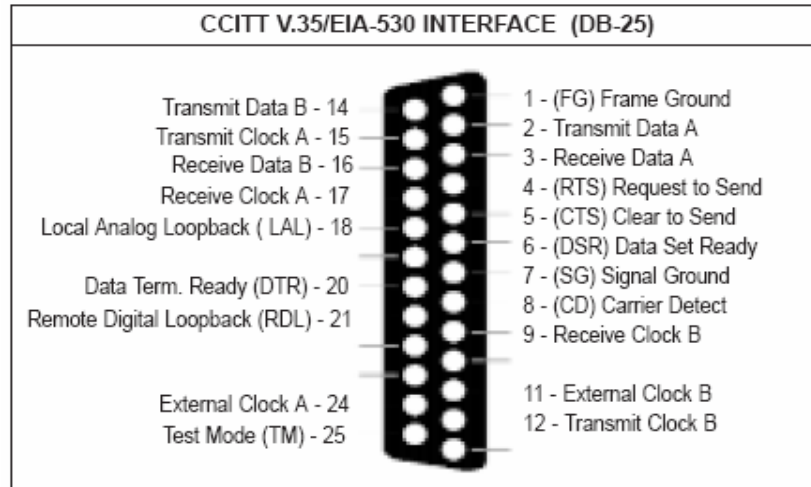 CCITT V.35/EIA-530 INTERFACE (DB-25)
Transmit Data B - 14
Transmit Clock A - 15
Receive Data B - 16
Receive Clock A - 17
Local Analog Loopback ( LAL) - 18
Data Term. Ready (DTR) - 20
Remote Digital Loopback (RDL) - 21
External Clock A - 24
Test Mode (TM) - 25
1 - (FG) Frame Ground
2 - Transmit Data A
3 - Receive Data A
4 - (RTS) Request to Send
5 - (CTS) Clear to Send
6 - (DSR) Data Set Ready
7 - (SG) Signal Ground
8 - (CD) Carrier Detect
9 - Receive Clock B
11 - External Clock B
12 - Transmit Clock B